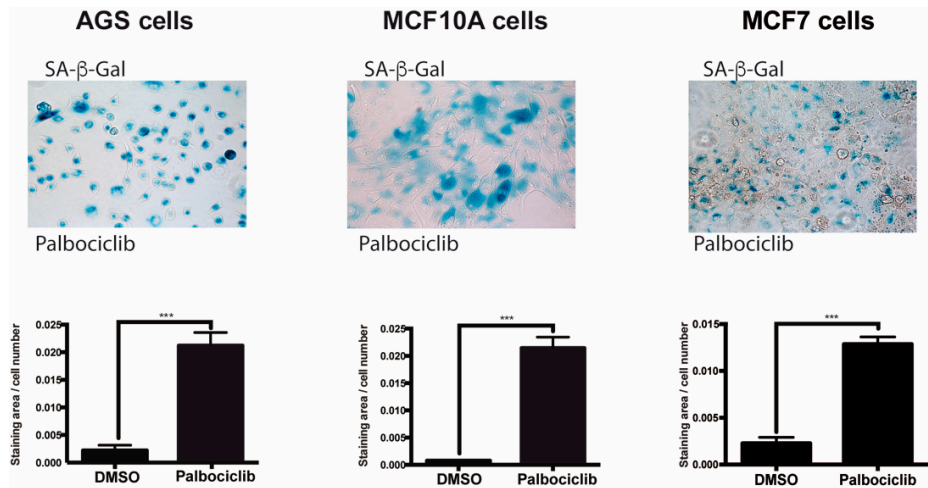 AGS cells
SA-β-Gal
Palbociclib
Staining area / cell number
0.025
0.020
0.015
0.010
0.005
0.000
***
DMSO
Palbociclib
MCF10A cells
SA-β-Gal
Palbociclib
Staining area / cell number
0.025
0.020
0.015
0.010
0.005
0.000
***
DMSO
Palbociclib
MCF7 cells
SA-β-Gal
Palbociclib
Staining area / cell number
0.015
0.010
0.005
0.000
***
DMSO
Palbociclib